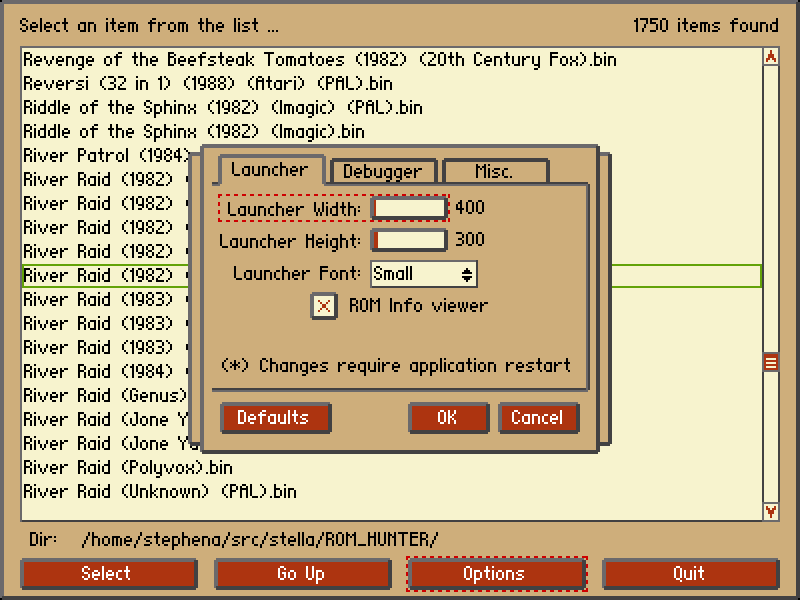 Select an item from the list ... 1750 items found
Revenge of the Beefsteak Tomatoes (1982) (20th Century Fox).bin
Reversi (32 in 1) (1988) (Atari) (PAL).bin
Riddle of the Sphinx (1982) (Imagic) (PAL).bin
Riddle of the Sphinx (1982) (Imagic).bin
River Patrol (1984)
River Raid (1982)
River Raid (1982)
River Raid (1982)
River Raid (1982)
River Raid (1982)
River Raid (1983)
River Raid (1983)
River Raid (1983)
River Raid (1984)
River Raid (Genus)
River Raid (Jone Y
River Raid (Jone Y
River Raid (Polyvox).bin
River Raid (Unknown) (PAL).bin
Launcher Debugger Misc.
Launcher Width: 400
Launcher Height: 300
Launcher Font: Small
ROM Info viewer
(*) Changes require application restart
Defaults OK Cancel
Dir: /home/stephena/src/stella/ROM_HUNTER/
Select Go Up Options Quit